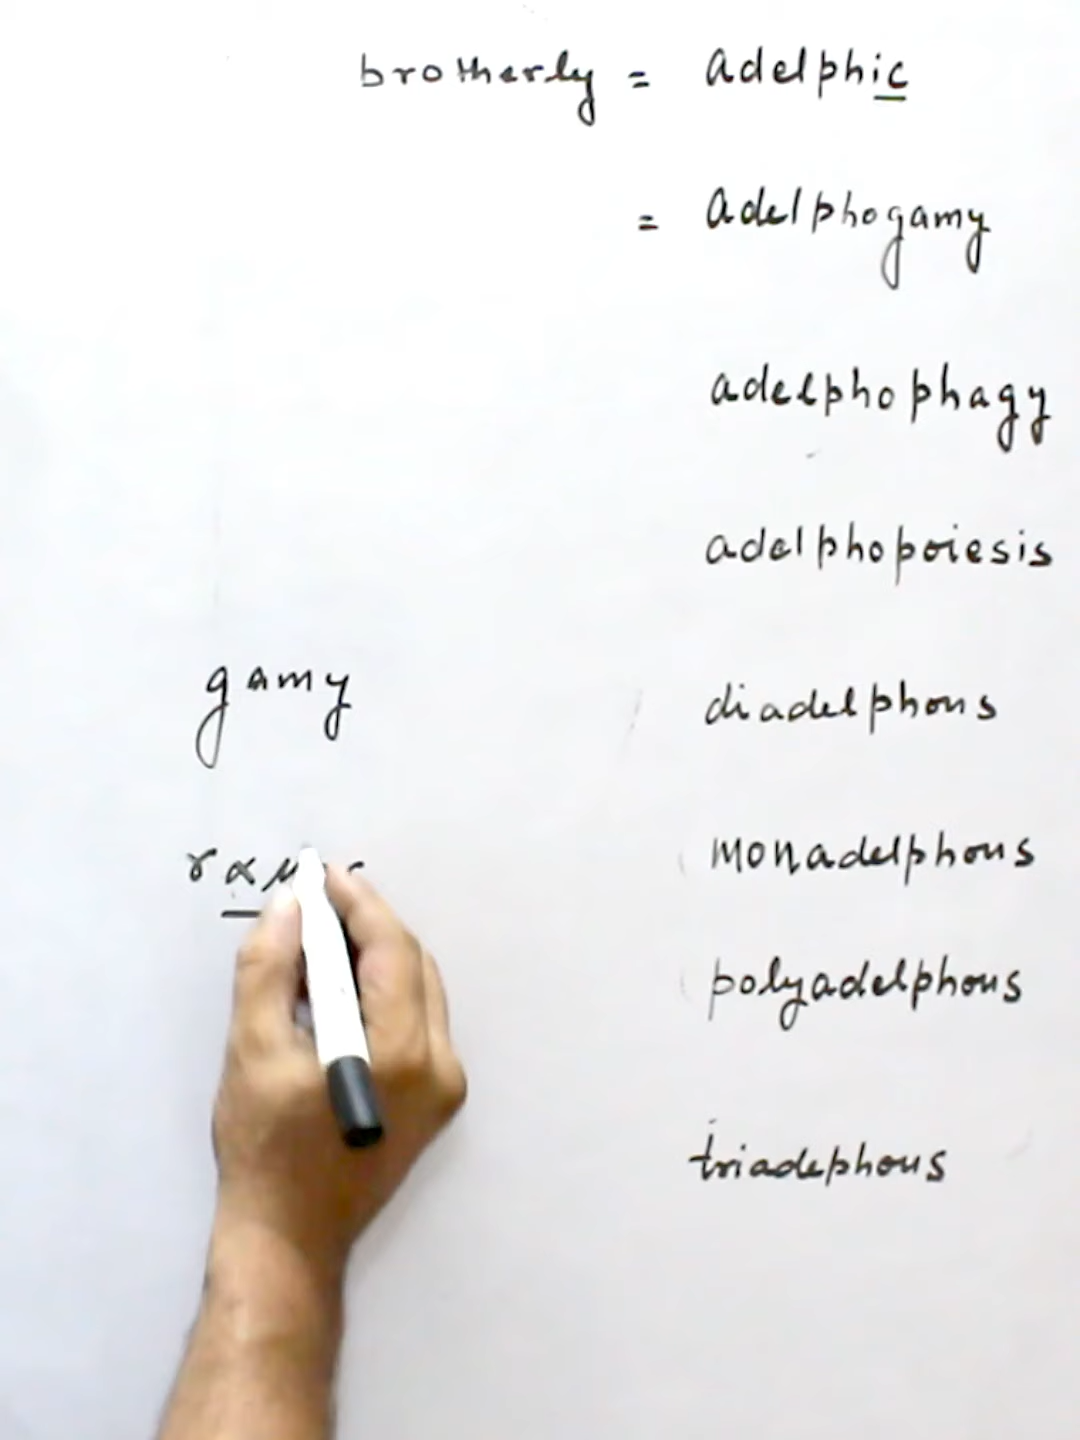 brotherly = adelphic
= adelphogamy
adelphophagy
adelphopoiesis
gamy
diadelphous
monadelphous
polyadelphous
triadephous